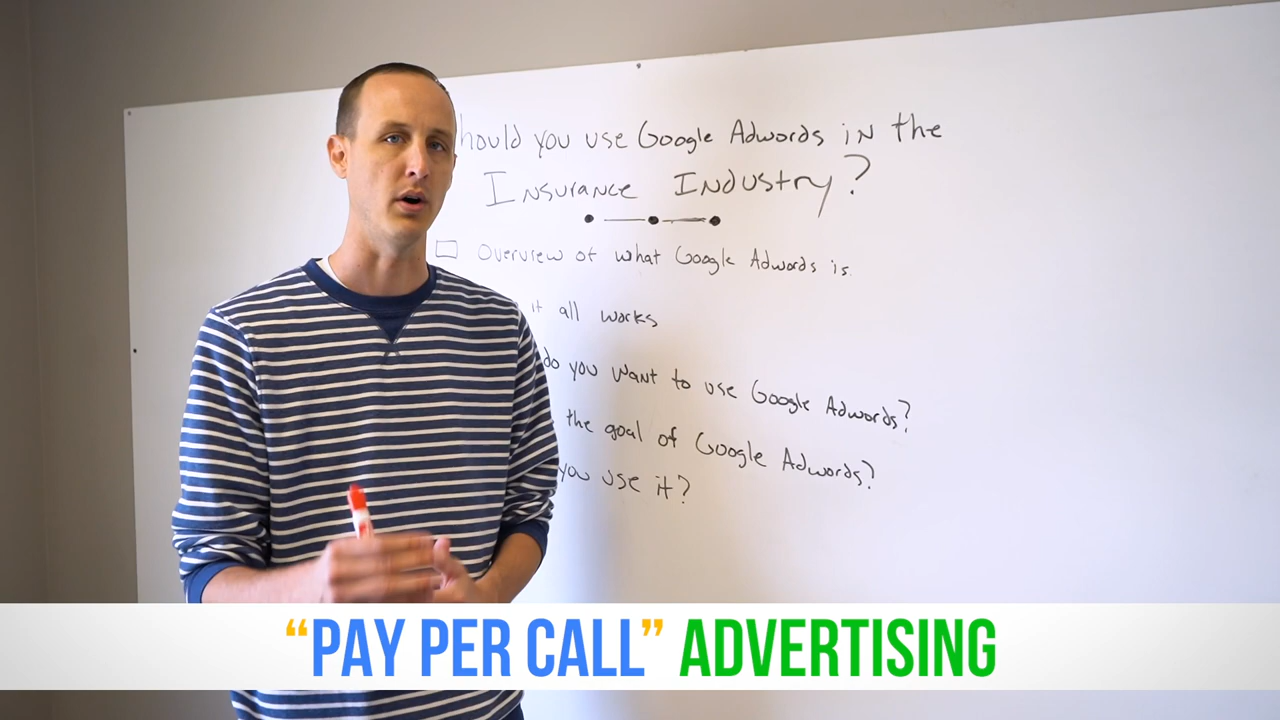 hould you use Google Adwords in the
Insurance Industry?
Overview of what Google Adwords is.
it all works
do you want to use Google Adwords?
the goal of Google Adwords?
you use it?
“PAY PER CALL” ADVERTISING